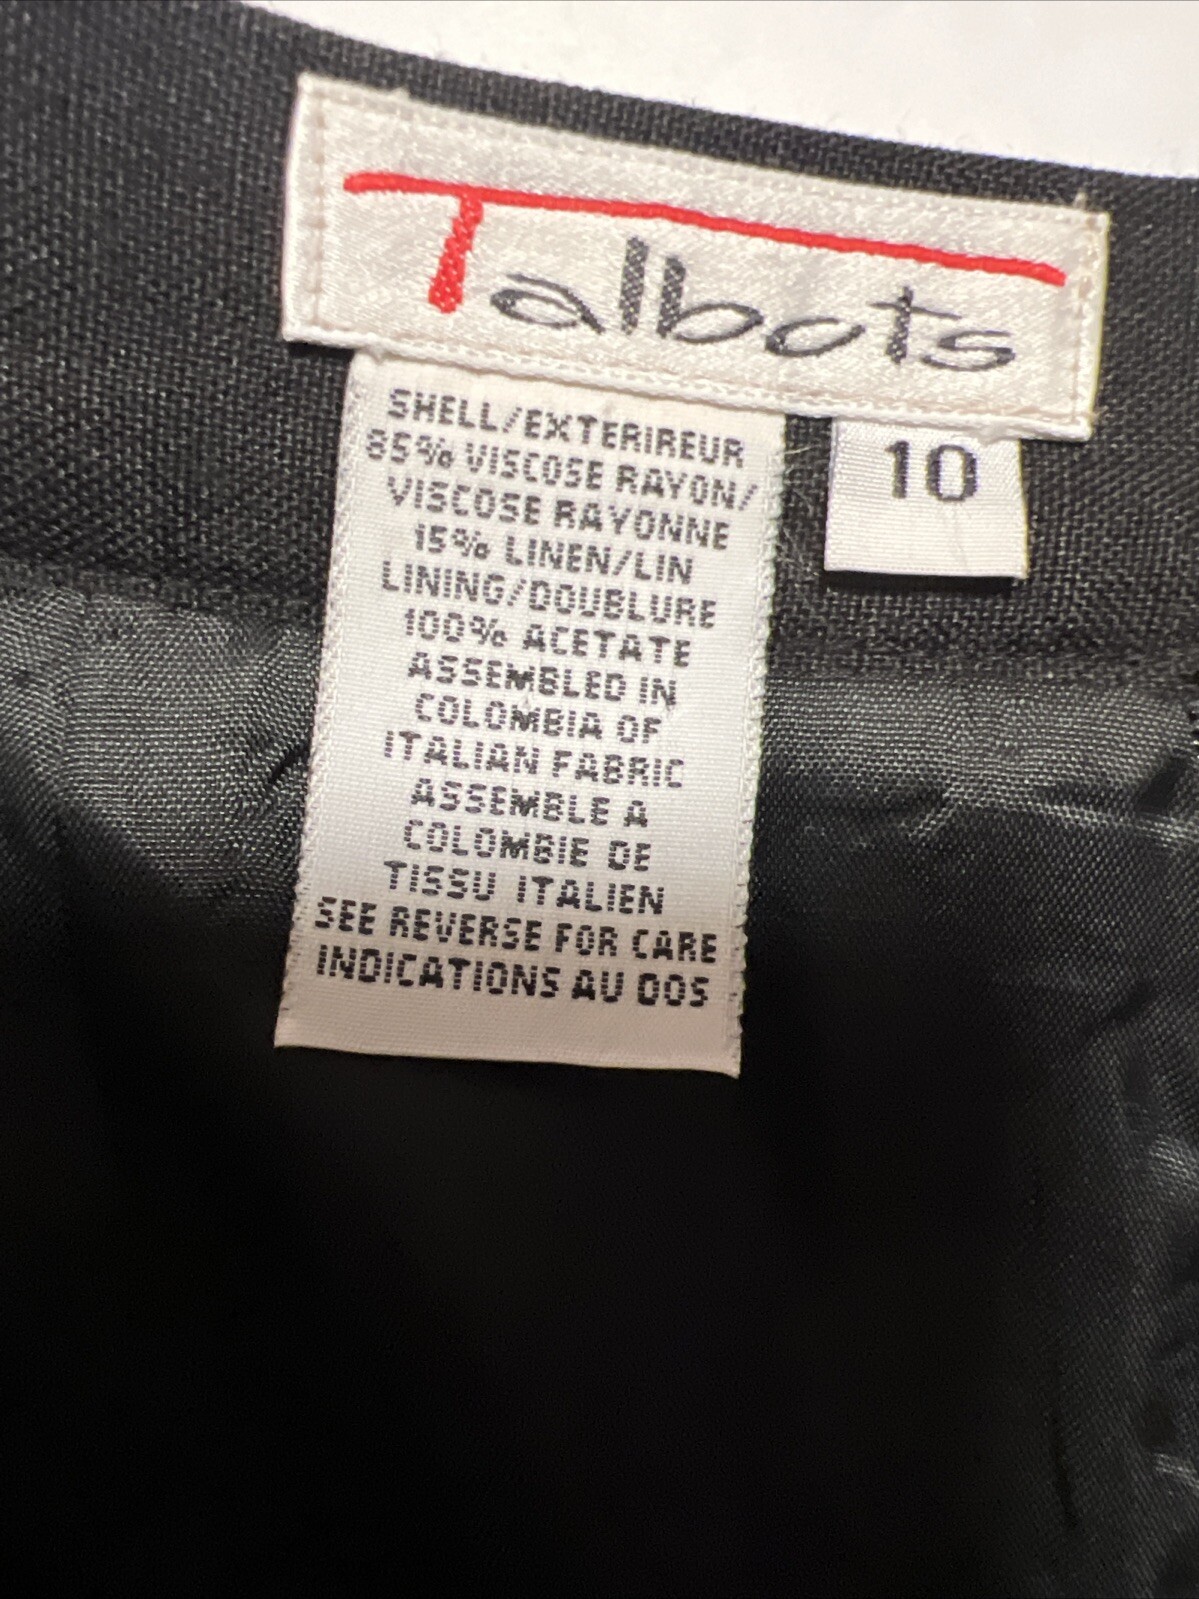 Talbots
10
SHELL/EXTERIREUR
85% VISCOSE RAYON/
VISCOSE RAYONNE
15% LINEN/LIN
LINING/DOUBLURE
100% ACETATE
ASSEMBLED IN
COLOMBIA OF
ITALIAN FABRIC
ASSEMBLE A
COLOMBIE DE
TISSU ITALIEN
SEE REVERSE FOR CARE
INDICATIONS AU DOS